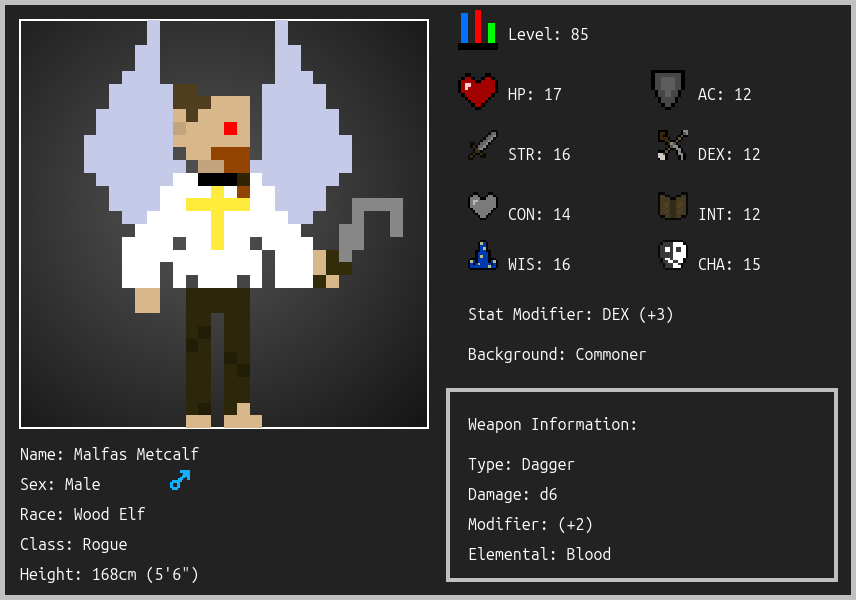 Level: 85
HP: 17
AC: 12
STR: 16
DEX: 12
CON: 14
INT: 12
WIS: 16
CHA: 15
Stat Modifier: DEX (+3)
Background: Commoner
Weapon Information:
Type: Dagger
Damage: d6
Modifier: (+2)
Elemental: Blood
Name: Malfas Metcalf
Sex: Male
Race: Wood Elf
Class: Rogue
Height: 168cm (5'6")